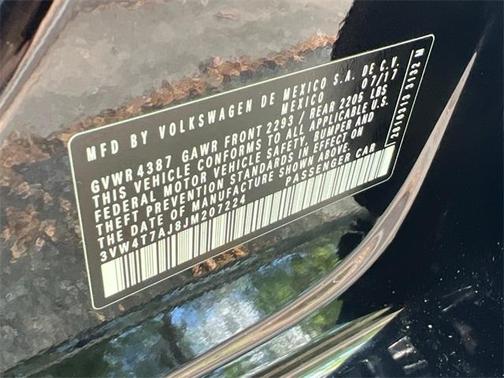 MFD BY VOLKSWAGEN DE MEXICO S.A. DE C.V.
MEXICO 07/17
GVWR 4387 GAWR FRONT 2293 / REAR 2205 LBS
THIS VEHICLE CONFORMS TO ALL APPLICABLE U.S.
FEDERAL MOTOR VEHICLE SAFETY, BUMPER AND
THEFT PREVENTION STANDARDS IN EFFECT ON
THE DATE OF MANUFACTURE SHOWN ABOVE.
3VW4T7AJ8JM207224 PASSENGER CAR